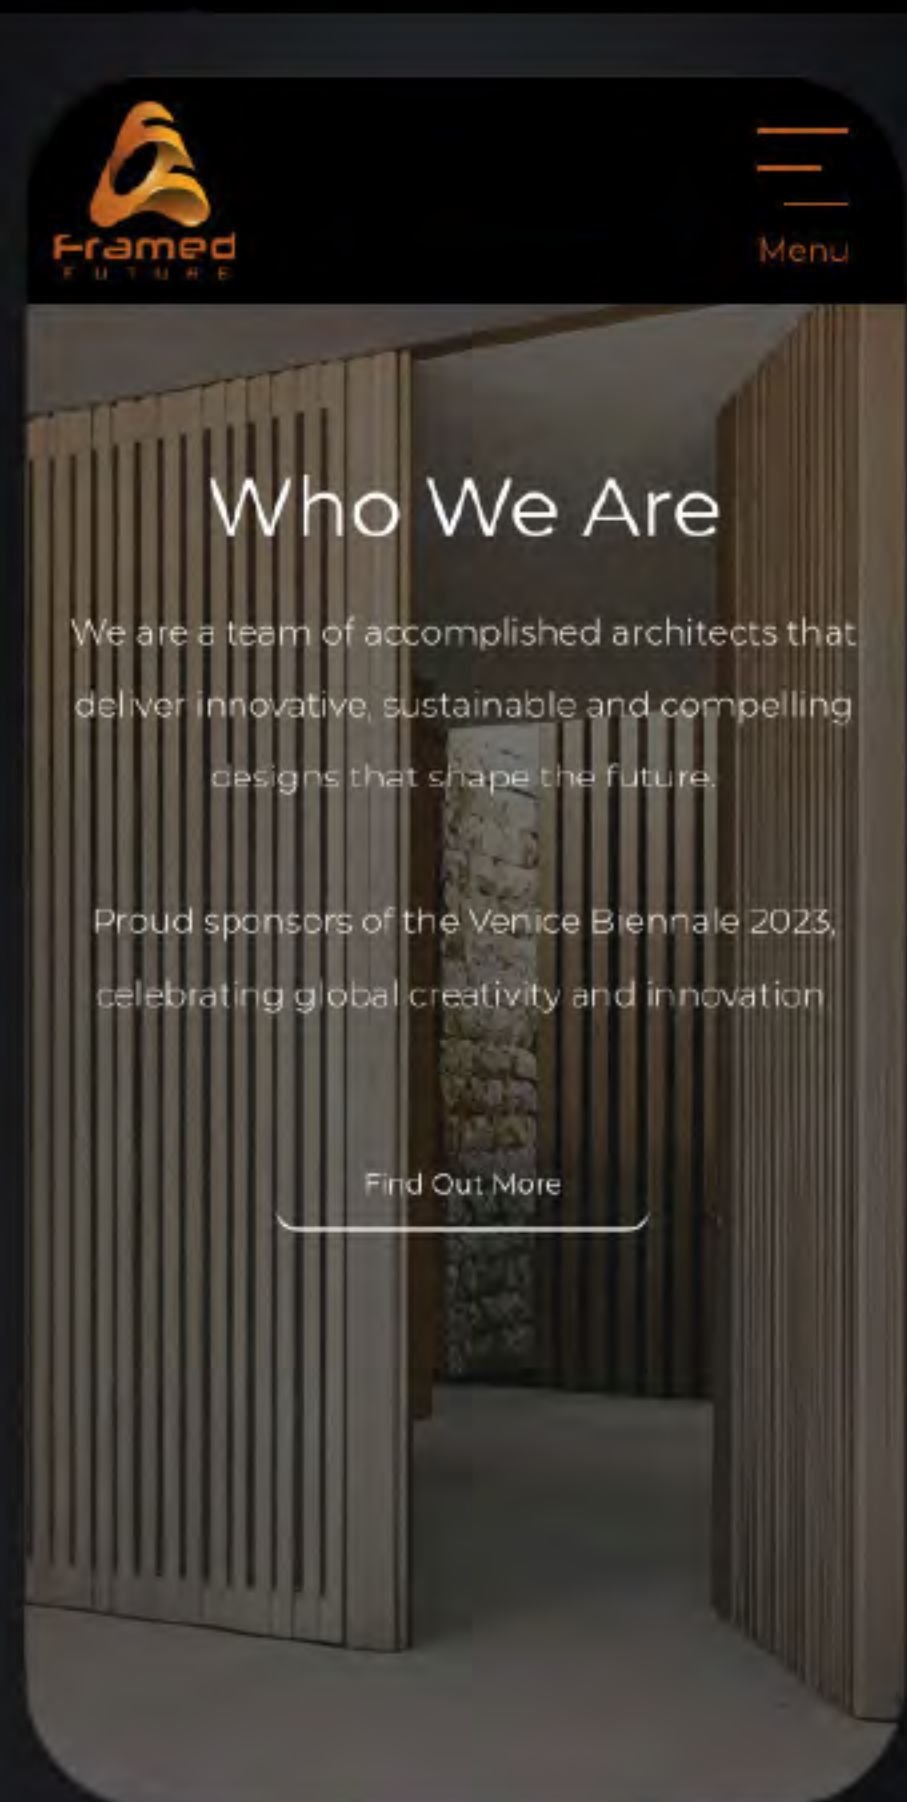 Framed
FUTURE
Menu
Who We Are
We are a team of accomplished architects that
deliver innovative, sustainable and compelling
designs that shape the future.
Proud sponsors of the Venice Biennale 2023,
celebrating global creativity and innovation.
Find Out More